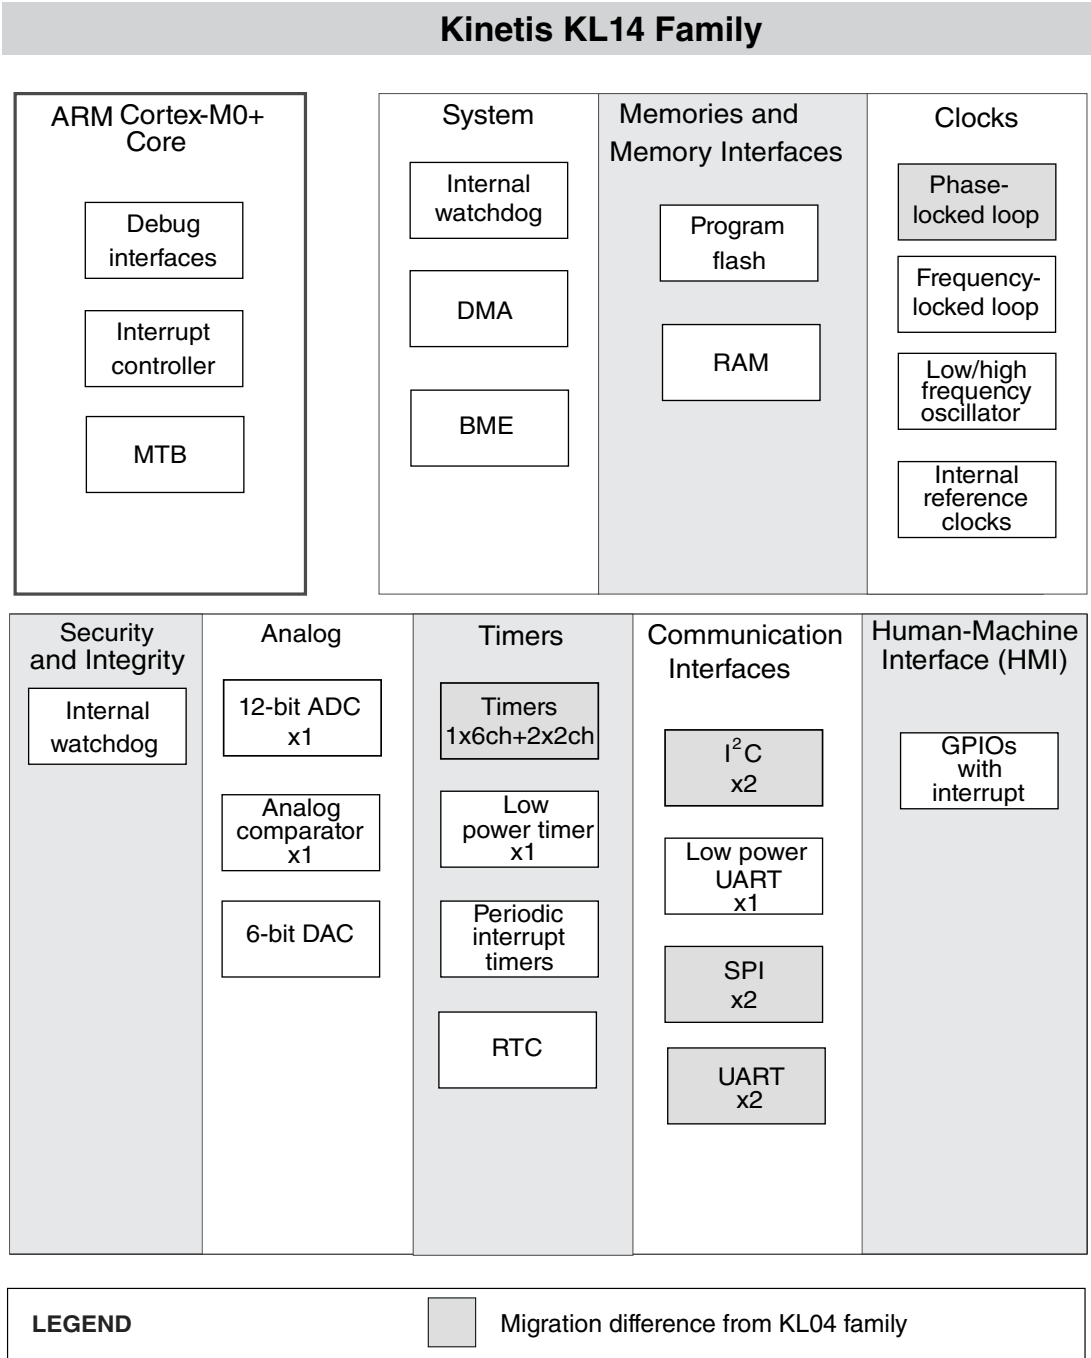 Kinetis KL14 Family
ARM Cortex-M0+
Core
Debug
interfaces
Interrupt
controller
MTB
System
Internal
watchdog
DMA
BME
Memories and
Memory Interfaces
Program
flash
RAM
Clocks
Phase-
locked loop
Frequency-
locked loop
Low/high
frequency
oscillator
Internal
reference
clocks
Security
and Integrity
Internal
watchdog
Analog
12-bit ADC
x1
Analog
comparator
x1
6-bit DAC
Timers
Timers
1x6ch+2x2ch
Low
power timer
x1
Periodic
interrupt
timers
RTC
Communication
Interfaces
I²C
x2
Low power
UART
x1
SPI
x2
UART
x2
Human-Machine
Interface (HMI)
GPIOs
with
interrupt
LEGEND
Migration difference from KL04 family